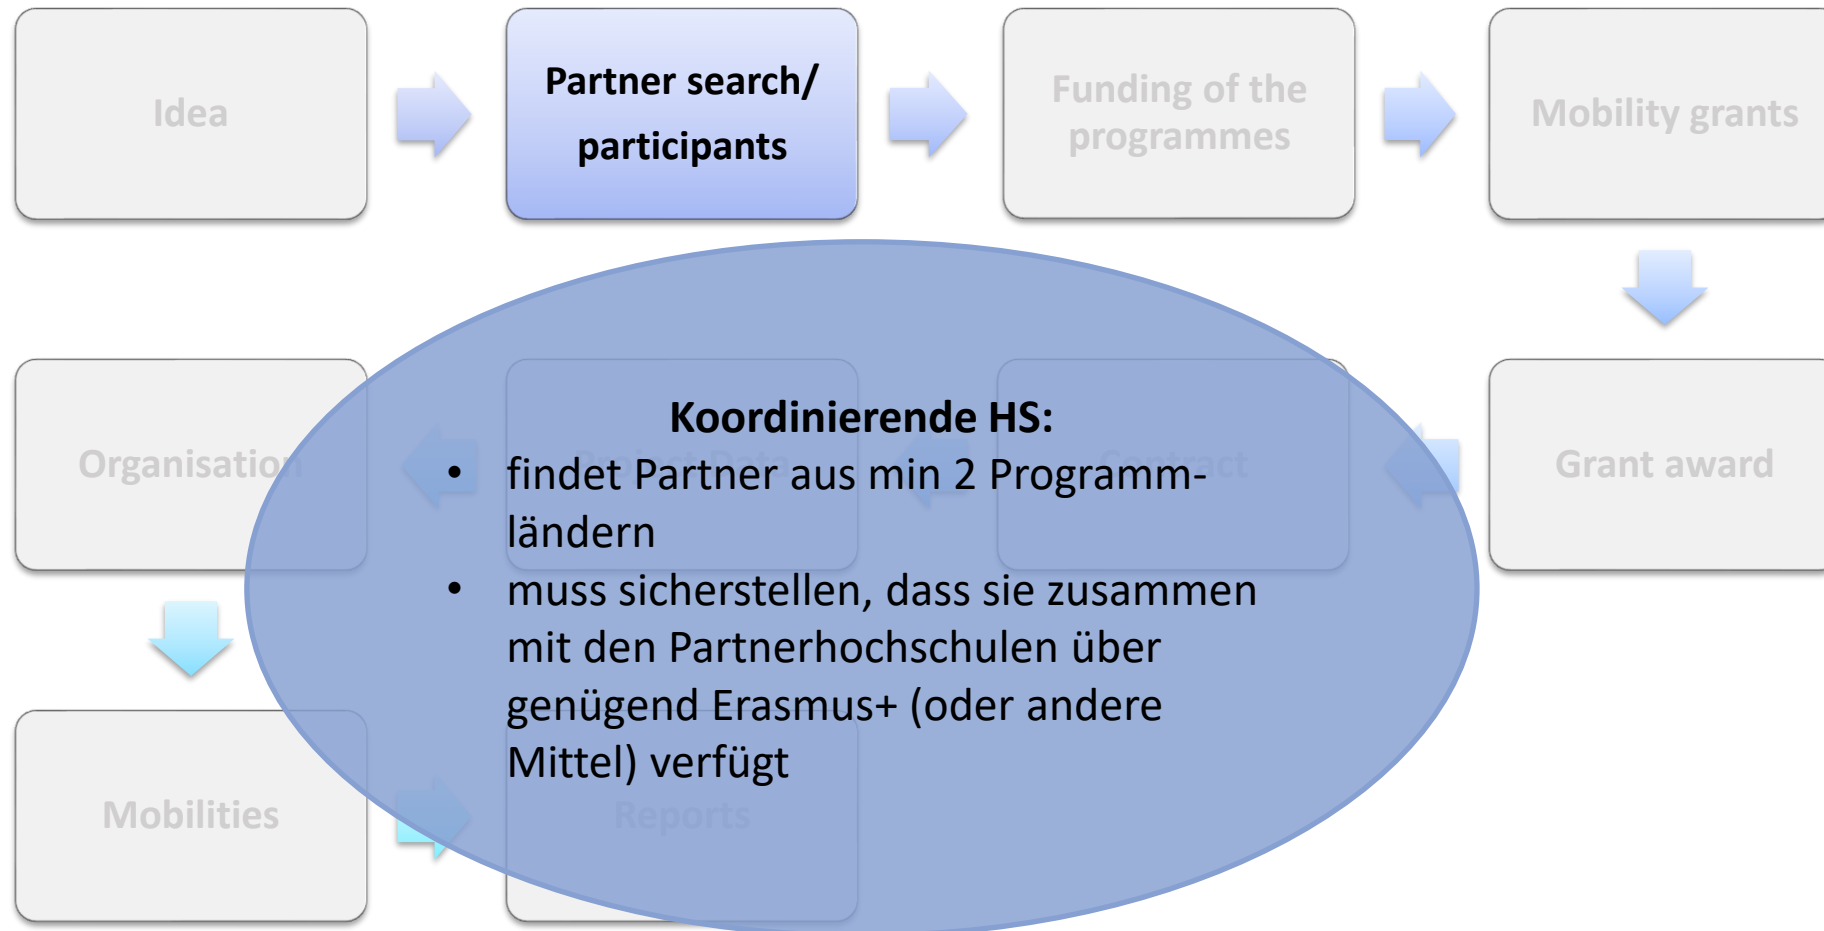 Idea
Partner search/
participants
Funding of the
programmes
Mobility grants
Organisation
Project Data
Contract
Grant award
Koordinierende HS:
• findet Partner aus min 2 Programm-
ländern
• muss sicherstellen, dass sie zusammen
mit den Partnerhochschulen über
genügend Erasmus+ (oder andere
Mittel) verfügt
Mobilities
Reports